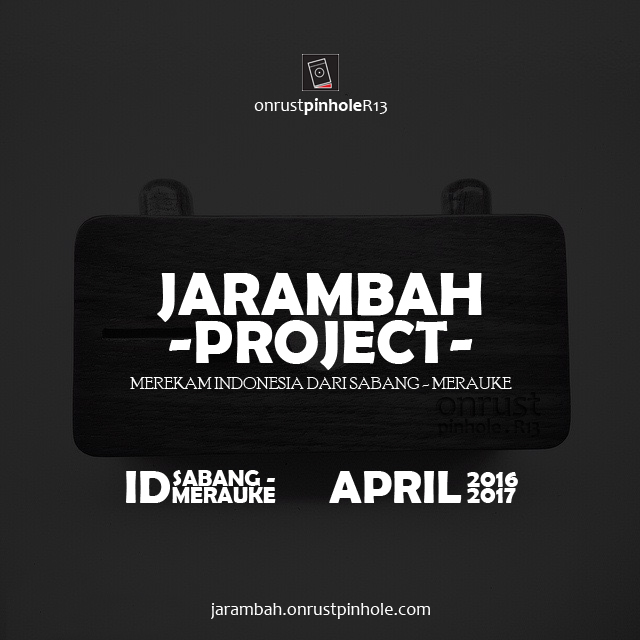 onrustpinholeR13
JARAMBAH
-PROJECT-
MEREKAM INDONESIA DARI SABANG - MERAUKE
onrust
pinhole.R13
ID SABANG -
MERAUKE
APRIL 2016
2017
jarambah.onrustpinhole.com